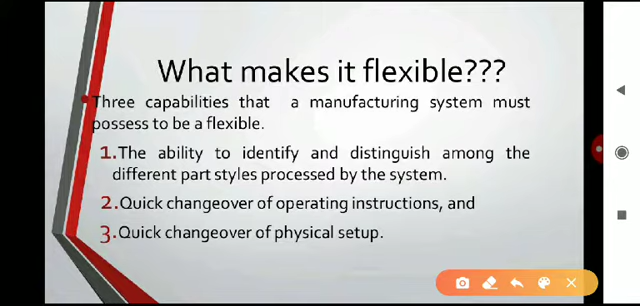 What makes it flexible???
Three capabilities that a manufacturing system must
possess to be a flexible.
1.The ability to identify and distinguish among the
different part styles processed by the system.
2.Quick changeover of operating instructions, and
3.Quick changeover of physical setup.